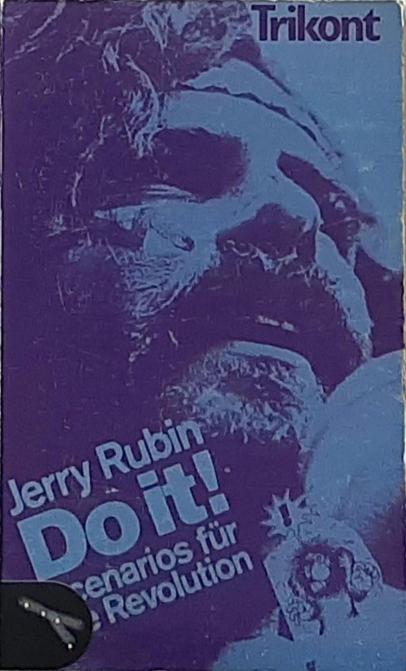 Trikont
Jerry Rubin
Do it!
cenarios für
e Revolution